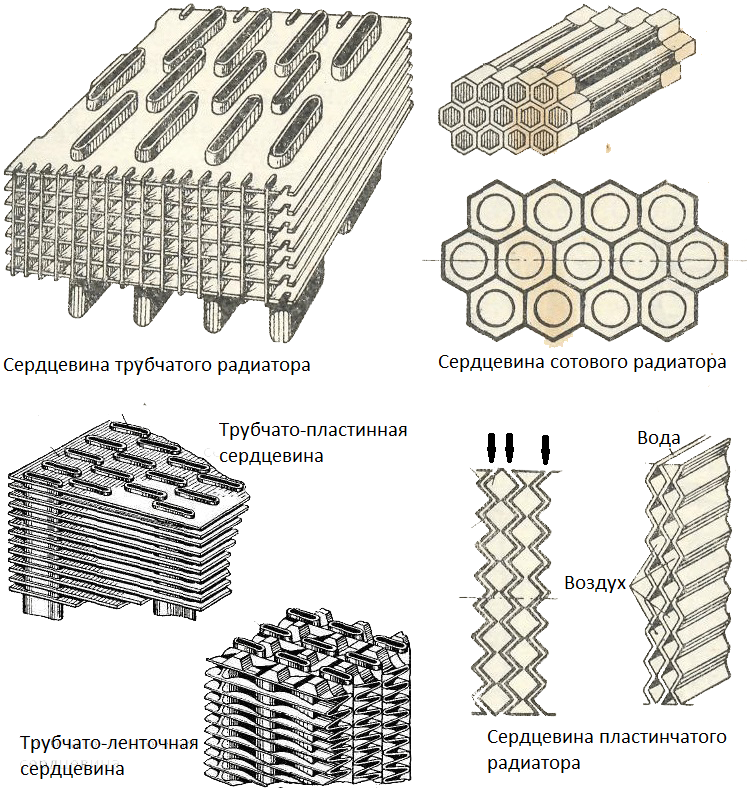 Сердцевина трубчатого радиатора
Сердцевина сотового радиатора
Трубчато-пластинная
сердцевина
Вода
Воздух
Трубчато-ленточная
сердцевина
Сердцевина пластинчатого
радиатора